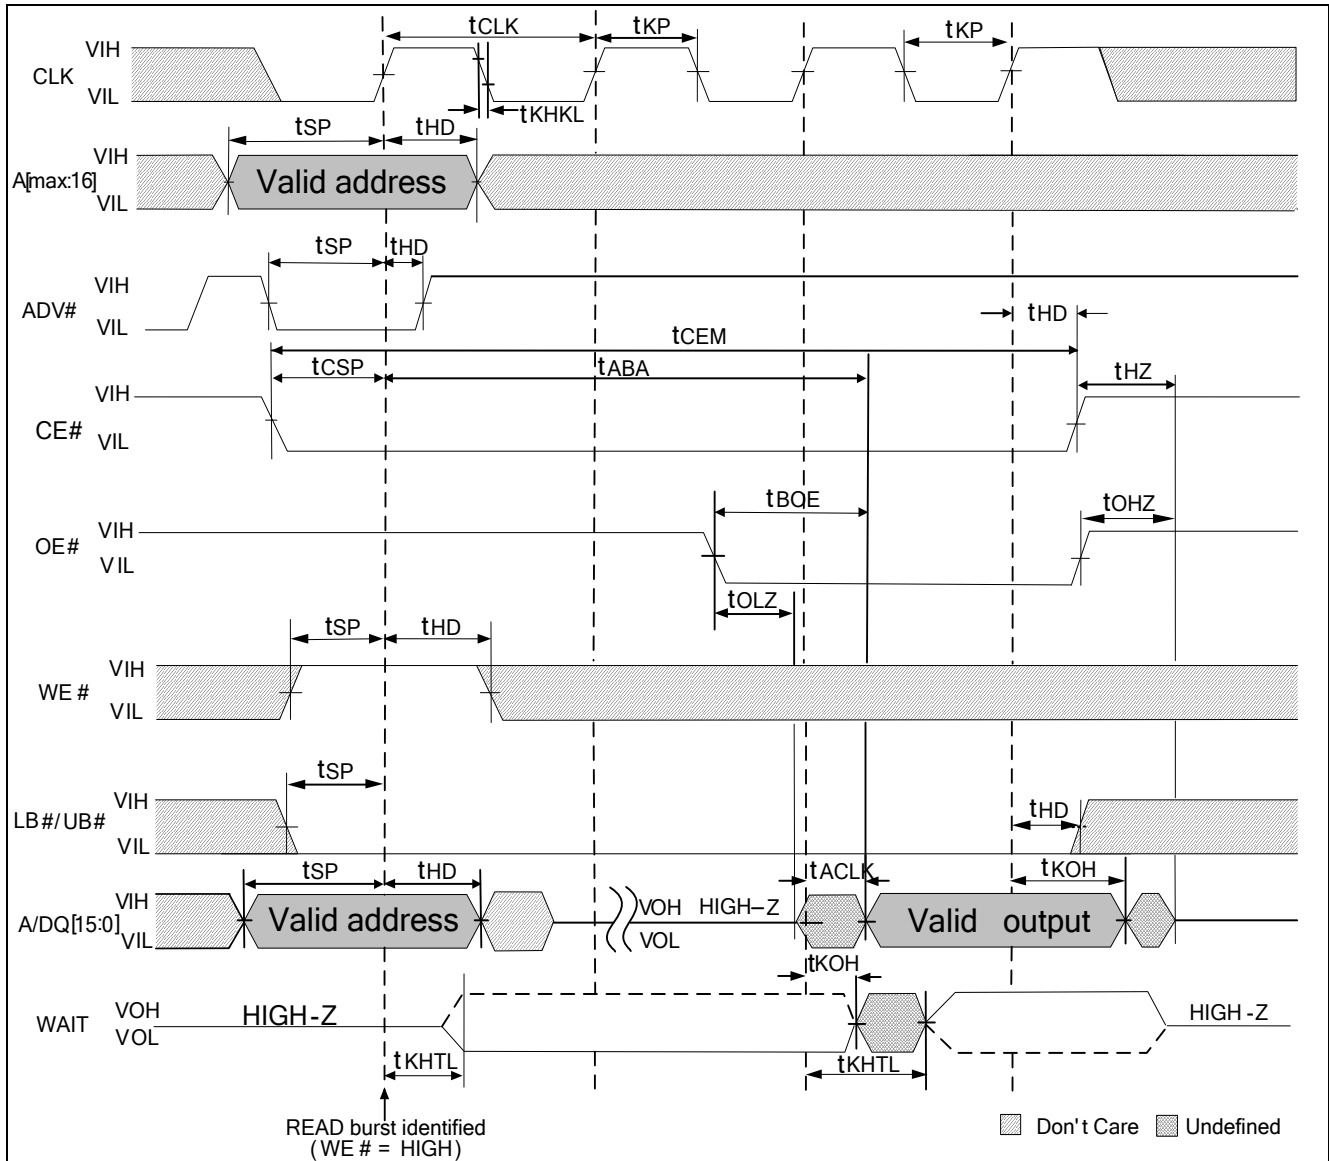 tCLK tKP tKP
VIH
CLK
VIL
tKHKL
tSP tHD
VIH
A[max:16] Valid address
VIL
tSP tHD
VIH
ADV#
VIL
tHD
tCEM
tCSP tABA
tHZ
VIH
CE#
VIL
tBOE
tOHZ
VIH
OE#
VIL
tOLZ
tSP tHD
VIH
WE #
VIL
tSP
VIH
LB#/UB#
tHD
VIL
tSP tHD tACLK tKOH
VIH
A/DQ[15:0] Valid address VOH HIGH-Z Valid output
VIL VOL
tKOH
VOH
WAIT HIGH-Z HIGH-Z
VOL
tKHTL tKHTL
READ burst identified
(WE # = HIGH)
Don't Care Undefined